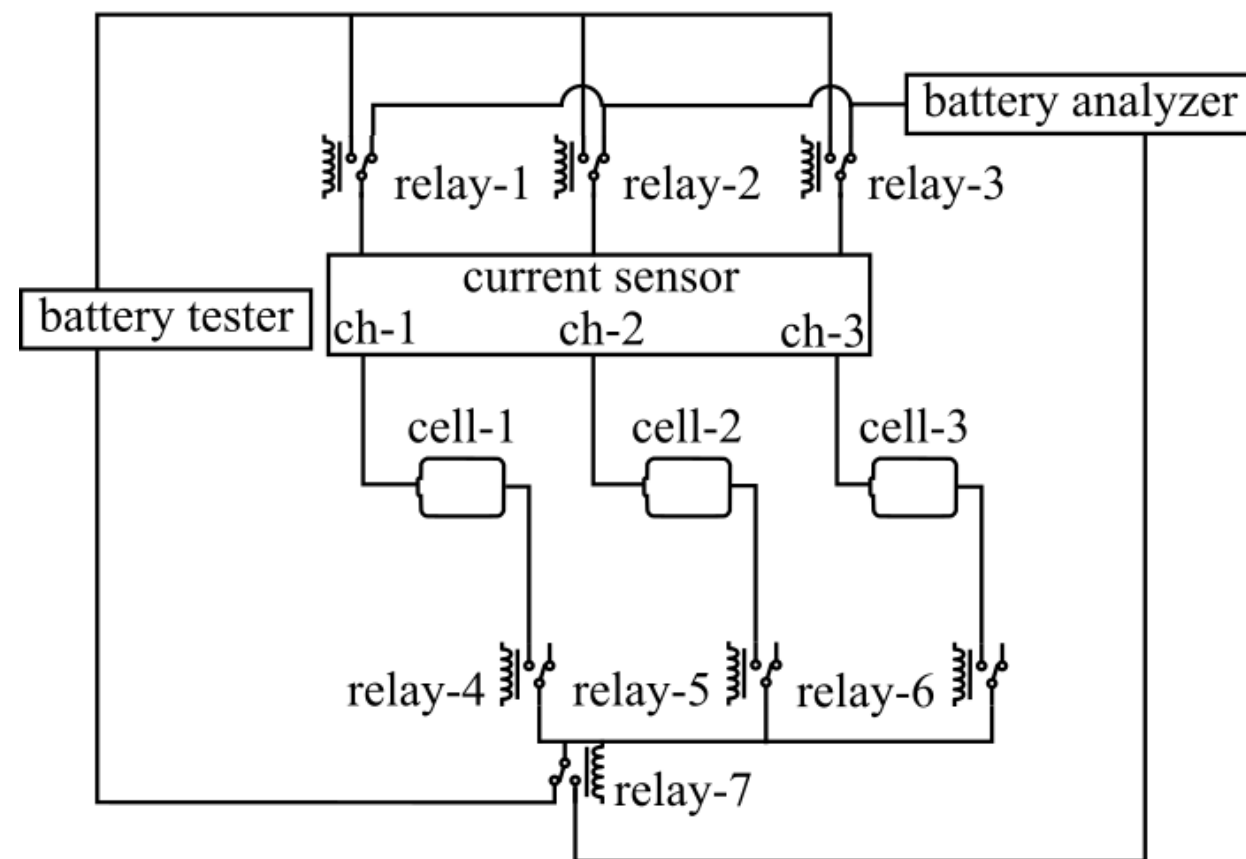 battery analyzer
relay-1
relay-2
relay-3
current sensor
battery tester
ch-1
ch-2
ch-3
cell-1
cell-2
cell-3
relay-4
relay-5
relay-6
relay-7